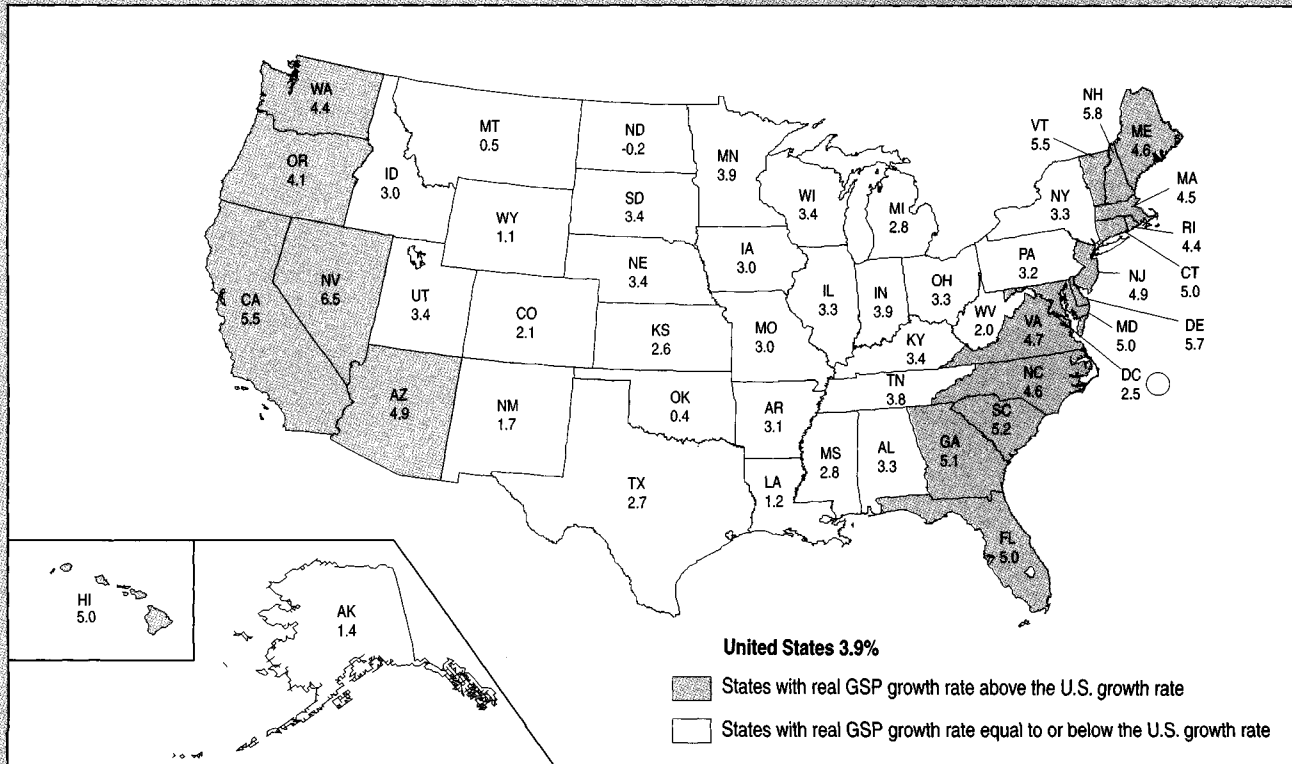 WA
4.4
OR
4.1
CA
5.5
NV
6.5
ID
3.0
MT
0.5
WY
1.1
UT
3.4
AZ
4.9
CO
2.1
NM
1.7
ND
-0.2
SD
3.4
NE
3.4
KS
2.6
OK
0.4
TX
2.7
MN
3.9
IA
3.0
MO
3.0
AR
3.1
LA
1.2
WI
3.4
IL
3.3
MI
2.8
IN
3.9
OH
3.3
KY
3.4
TN
3.8
MS
2.8
AL
3.3
GA
5.1
FL
5.0
SC
5.2
NC
4.6
VA
4.7
WV
2.0
PA
3.2
NY
3.3
VT
5.5
NH
5.8
ME
4.6
MA
4.5
RI
4.4
CT
5.0
NJ
4.9
DE
5.7
MD
5.0
DC
2.5
HI
5.0
AK
1.4
United States 3.9%
States with real GSP growth rate above the U.S. growth rate
States with real GSP growth rate equal to or below the U.S. growth rate